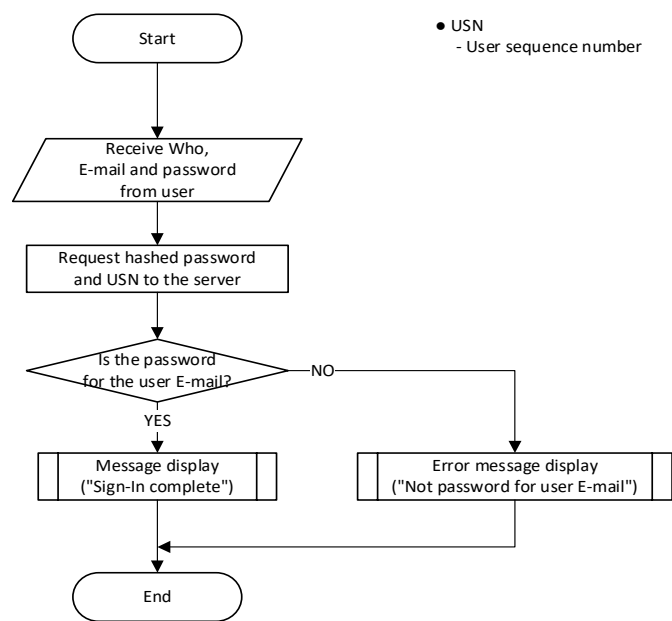 Start
● USN
- User sequence number
Receive Who,
E-mail and password
from user
Request hashed password
and USN to the server
Is the password
for the user E-mail?
NO
YES
Message display
("Sign-In complete")
Error message display
("Not password for user E-mail")
End